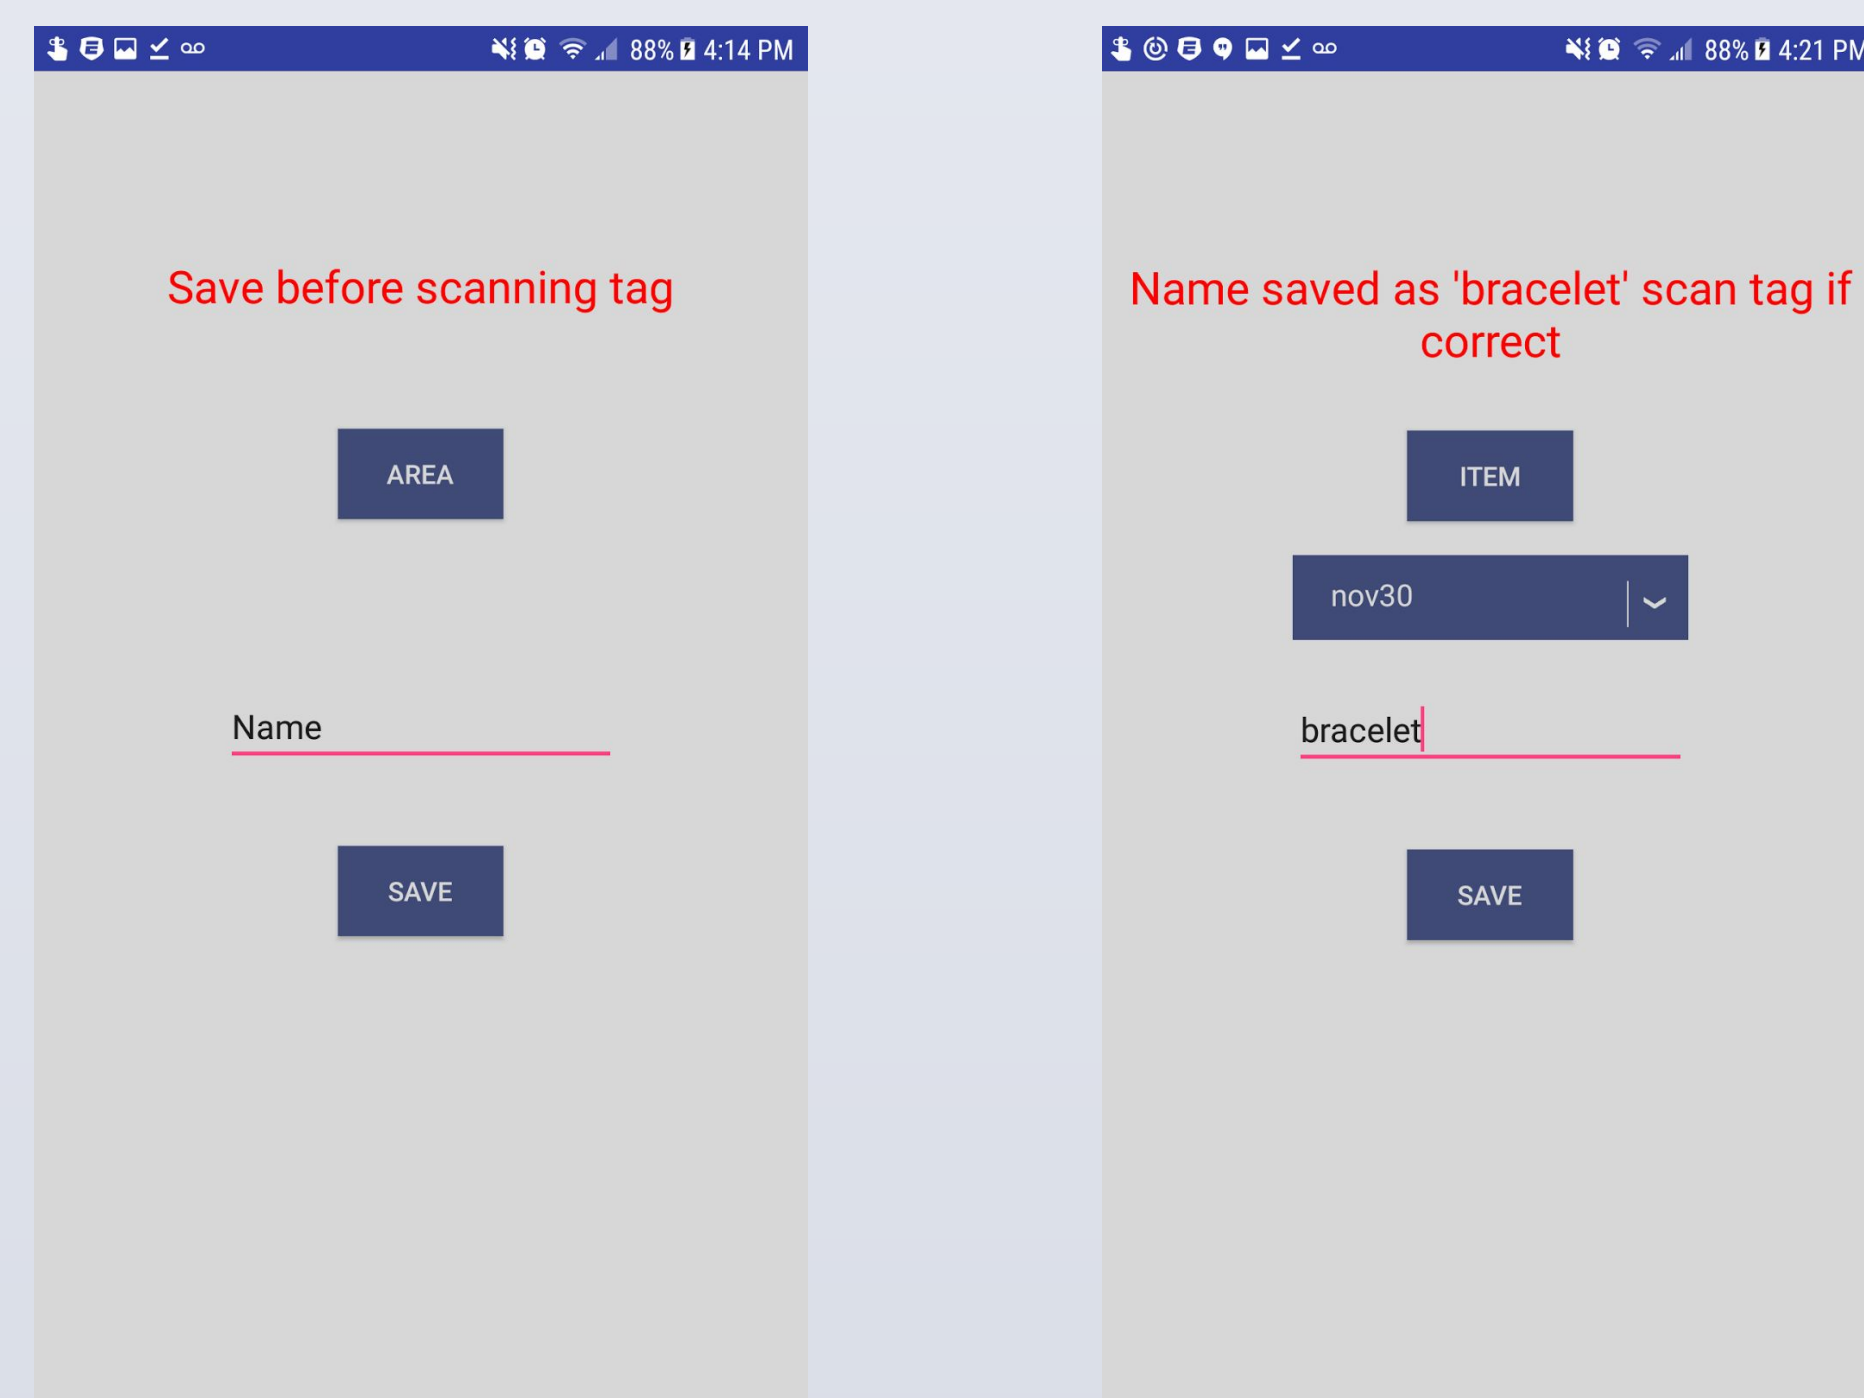 88% 4:14 PM
Save before scanning tag
AREA
Name
SAVE
88% 4:21 PM
Name saved as 'bracelet' scan tag if
correct
ITEM
nov30
bracelet
SAVE